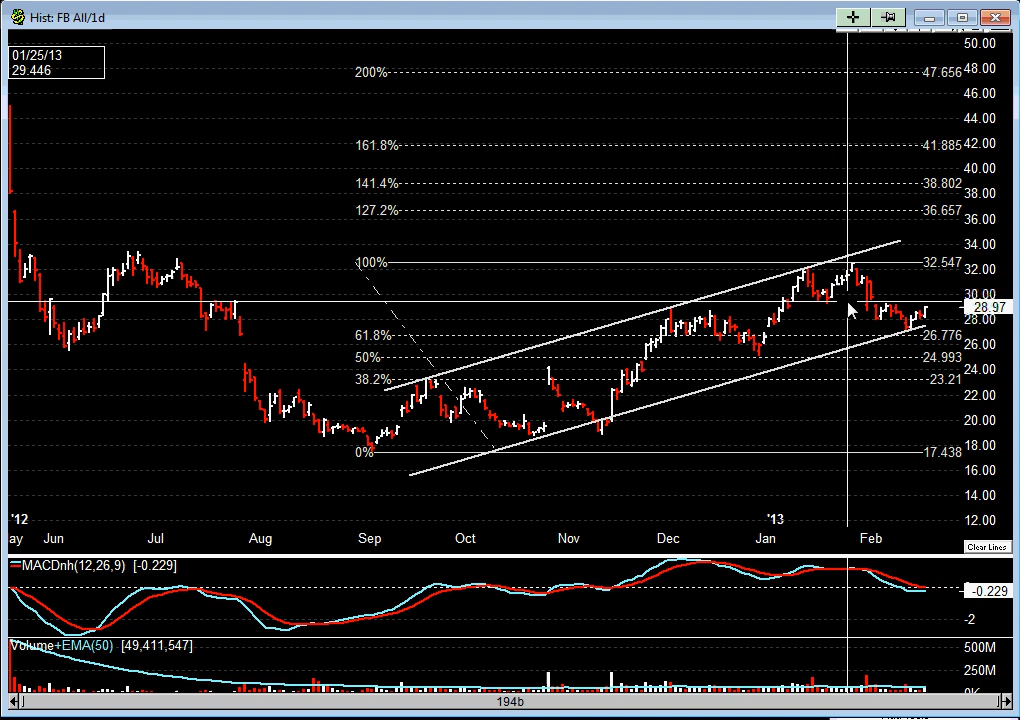 Hist: FB All/1d
01/25/13
29.446
50.00
200% 47.656 48.00
46.00
44.00
161.8% 41.885 42.00
40.00
141.4% 38.802 38.00
127.2% 36.657 36.00
34.00
100% 32.547 32.00
30.00
28.97
28.00
61.8% 26.776 26.00
50% 24.993 24.00
38.2% 23.21 22.00
20.00
18.00
0% 17.438
16.00
14.00
'12 '13 12.00
ay Jun Jul Aug Sep Oct Nov Dec Jan Feb
Clear Lines
MACDnh(12,26,9) [-0.229]
-0.229
-2
Volume+EMA(50) [49,411,547]
500M
250M
0K
194b